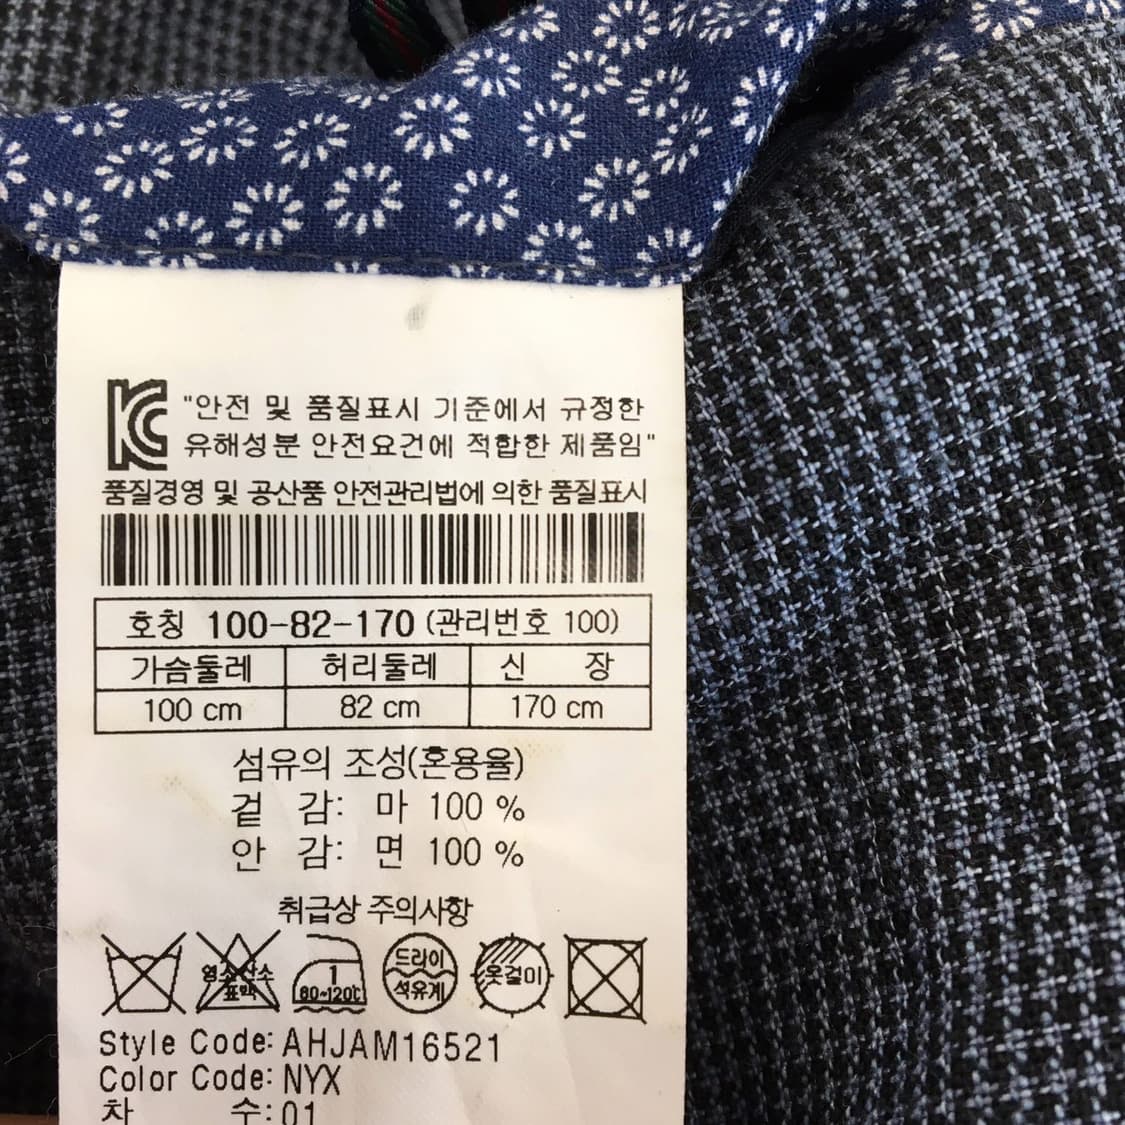 KC "안전 및 품질표시 기준에서 규정한
유해성분 안전요건에 적합한 제품임"
품질경영 및 공산품 안전관리법에 의한 품질표시
호칭 100-82-170 (관리번호 100)
가슴둘레 허리둘레 신 장
100 cm 82 cm 170 cm
섬유의 조성(혼용율)
겉 감: 마 100 %
안 감: 면 100 %
취급상 주의사항
염소산소 표백
1 80~120℃
드라이 석유계
옷걸이
Style Code: AHJAM16521
Color Code: NYX
차 수: 01